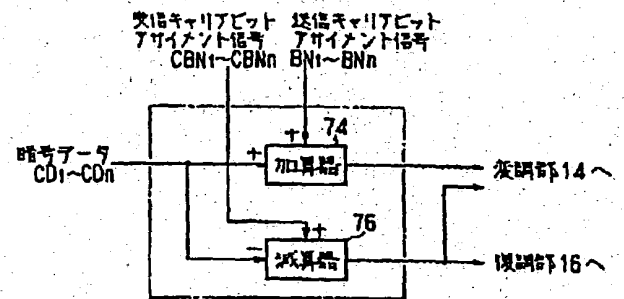 受信キャリアビット
アサイメント信号
CBN1~CBNn
送信キャリアビット
アサイメント信号
BN1~BNn
74
暗号データ
CD1~CDn
+
+
加算器
変調部14へ
76
+
−
減算器
復調部16へ